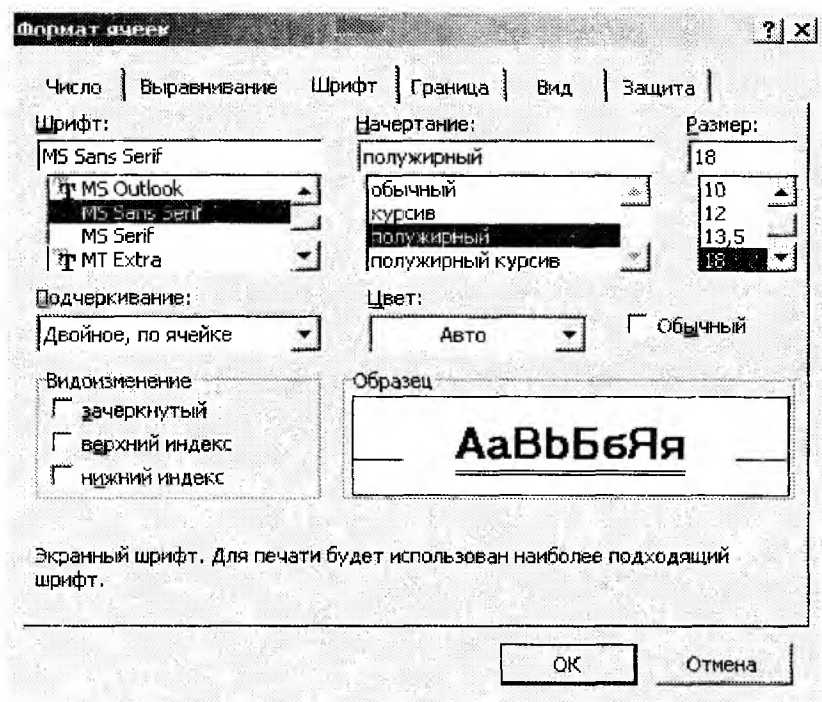 Формат ячеек
Число Выравнивание Шрифт Граница Вид Защита
Шрифт: Начертание: Размер:
MS Sans Serif полужирный 18
MS Outlook обычный 10
MS Sans Serif курсив 12
MS Serif полужирный 13,5
MT Extra полужирный курсив 18
Подчеркивание: Цвет:
Двойное, по ячейке Авто Обычный
Видоизменение Образец
зачеркнутый
верхний индекс АаВbБбЯя
нижний индекс
Экранный шрифт. Для печати будет использован наиболее подходящий
шрифт.
OK Отмена